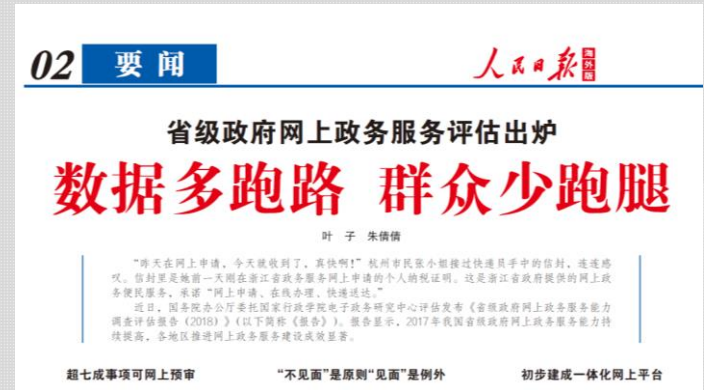 02 要闻
人民日报 海外版
省级政府网上政务服务评估出炉
数据多跑路 群众少跑腿
叶 子 朱倩倩
“昨天在网上申请,今天就收到了,真快啊!”杭州市民张小姐接过快递员手中的信封,连连感
叹。信封里是她前一天刚在浙江省政务服务网上申请的个人纳税证明。这是浙江省政府提供的网上政
务便民服务,承诺“网上申请、在线办理、快递送达。”
近日,国务院办公厅委托国家行政学院电子政务研究中心评估发布《省级政府网上政务服务能力
调查评估报告(2018)》(以下简称《报告》)。报告显示,2017年我国省级政府网上政务服务能力持
续提高,各地区推进网上政务服务建设成效显著。
超七成事项可网上预审
“不见面”是原则“见面”是例外
初步建成一体化网上平台